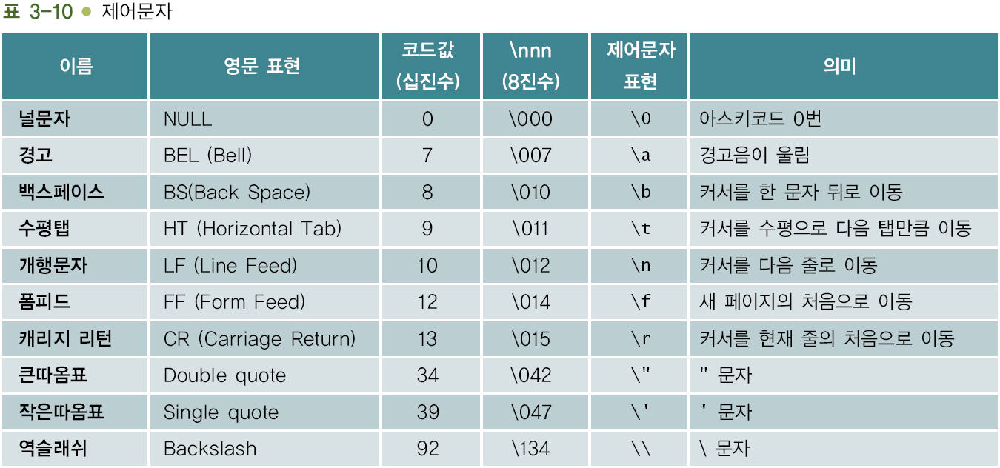 표 3-10 ● 제어문자
이름 영문 표현 코드값 (십진수) \nnn (8진수) 제어문자 표현 의미
널문자 NULL 0 \000 \0 아스키코드 0번
경고 BEL (Bell) 7 \007 \a 경고음이 울림
백스페이스 BS(Back Space) 8 \010 \b 커서를 한 문자 뒤로 이동
수평탭 HT (Horizontal Tab) 9 \011 \t 커서를 수평으로 다음 탭만큼 이동
개행문자 LF (Line Feed) 10 \012 \n 커서를 다음 줄로 이동
폼피드 FF (Form Feed) 12 \014 \f 새 페이지의 처음으로 이동
캐리지 리턴 CR (Carriage Return) 13 \015 \r 커서를 현재 줄의 처음으로 이동
큰따옴표 Double quote 34 \042 \" " 문자
작은따옴표 Single quote 39 \047 \' ' 문자
역슬래쉬 Backslash 92 \134 \\ \ 문자